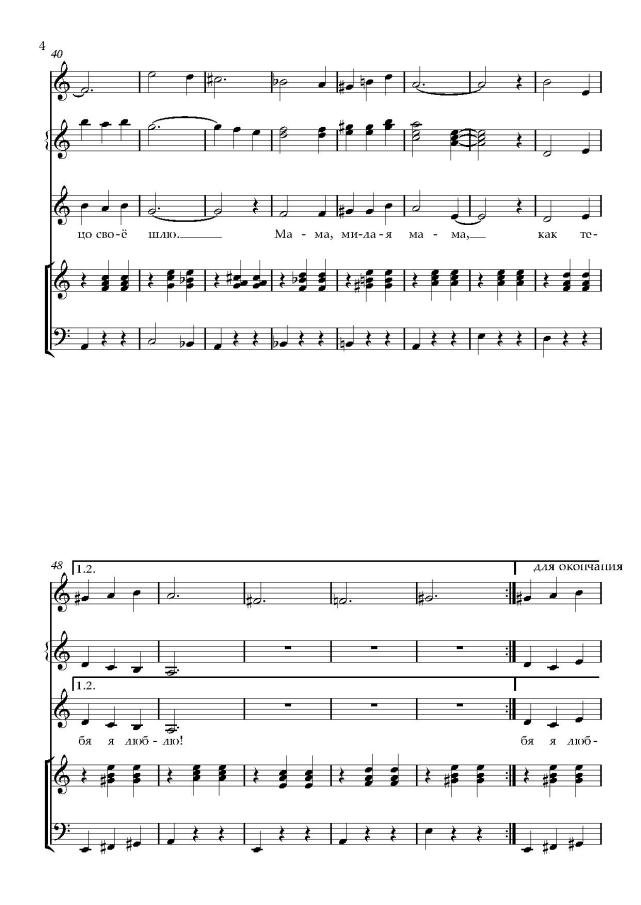 4
40
цо сво-ё шлю. Ма- ма, ми-ла-я ма- ма, как те-
48
1.2.
для окончания
1.2.
бя я люб - лю! бя я люб-